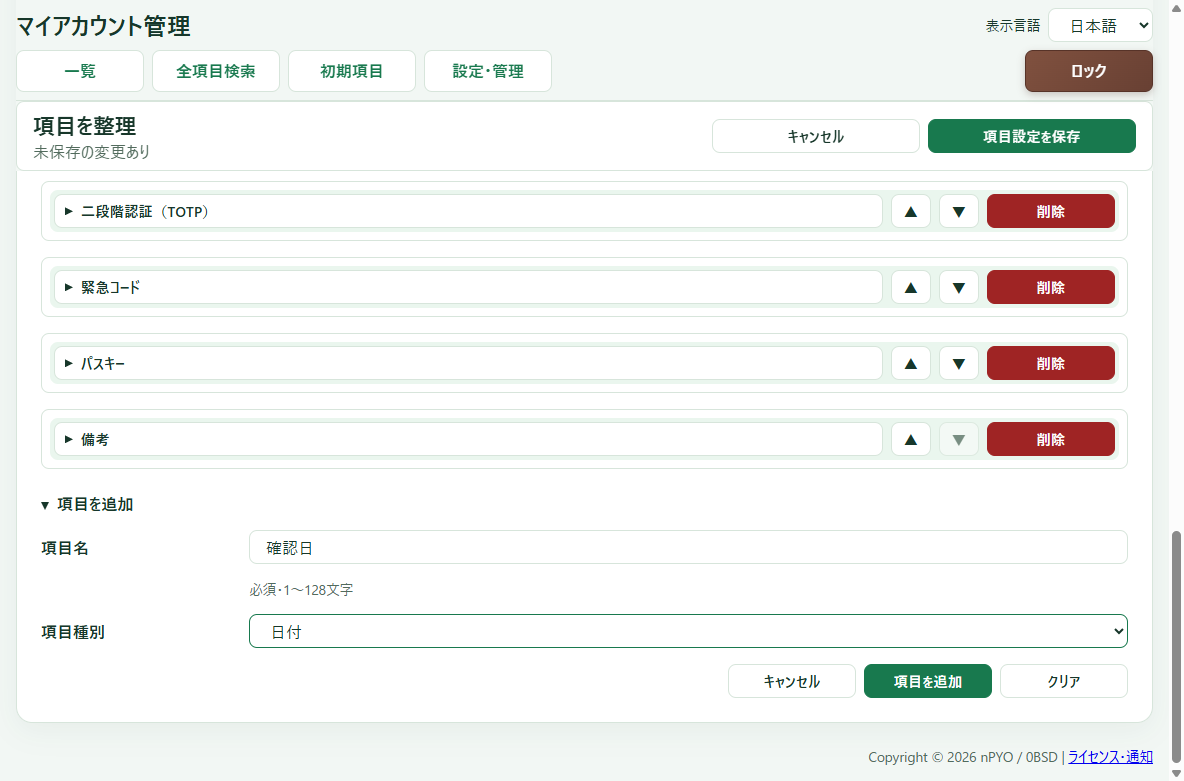 マイアカウント管理
表示言語 日本語
一覧 全項目検索 初期項目 設定・管理 ロック
項目を整理
未保存の変更あり
キャンセル 項目設定を保存
▶ 二段階認証（TOTP） ▲ ▼ 削除
▶ 緊急コード ▲ ▼ 削除
▶ パスキー ▲ ▼ 削除
▶ 備考 ▲ ▼ 削除
▼ 項目を追加
項目名 確認日
必須・1～128文字
項目種別 日付
キャンセル 項目を追加 クリア
Copyright © 2026 nPYO / 0BSD | ライセンス・通知